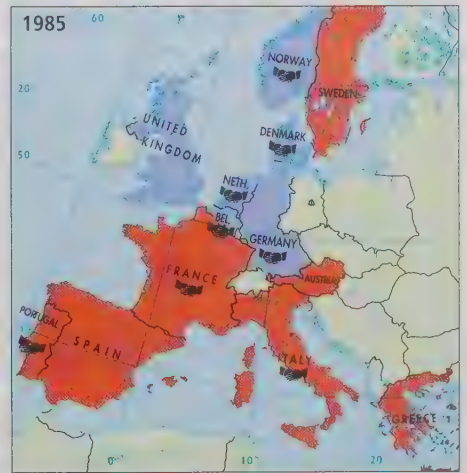 1985
60
20
50
NORWAY
SWEDEN
UNITED
KINGDOM
DENMARK
NETH.
BEL.
GERMANY
FRANCE
AUSTRIA
PORTUGAL
SPAIN
ITALY
GREECE
0°
10
20